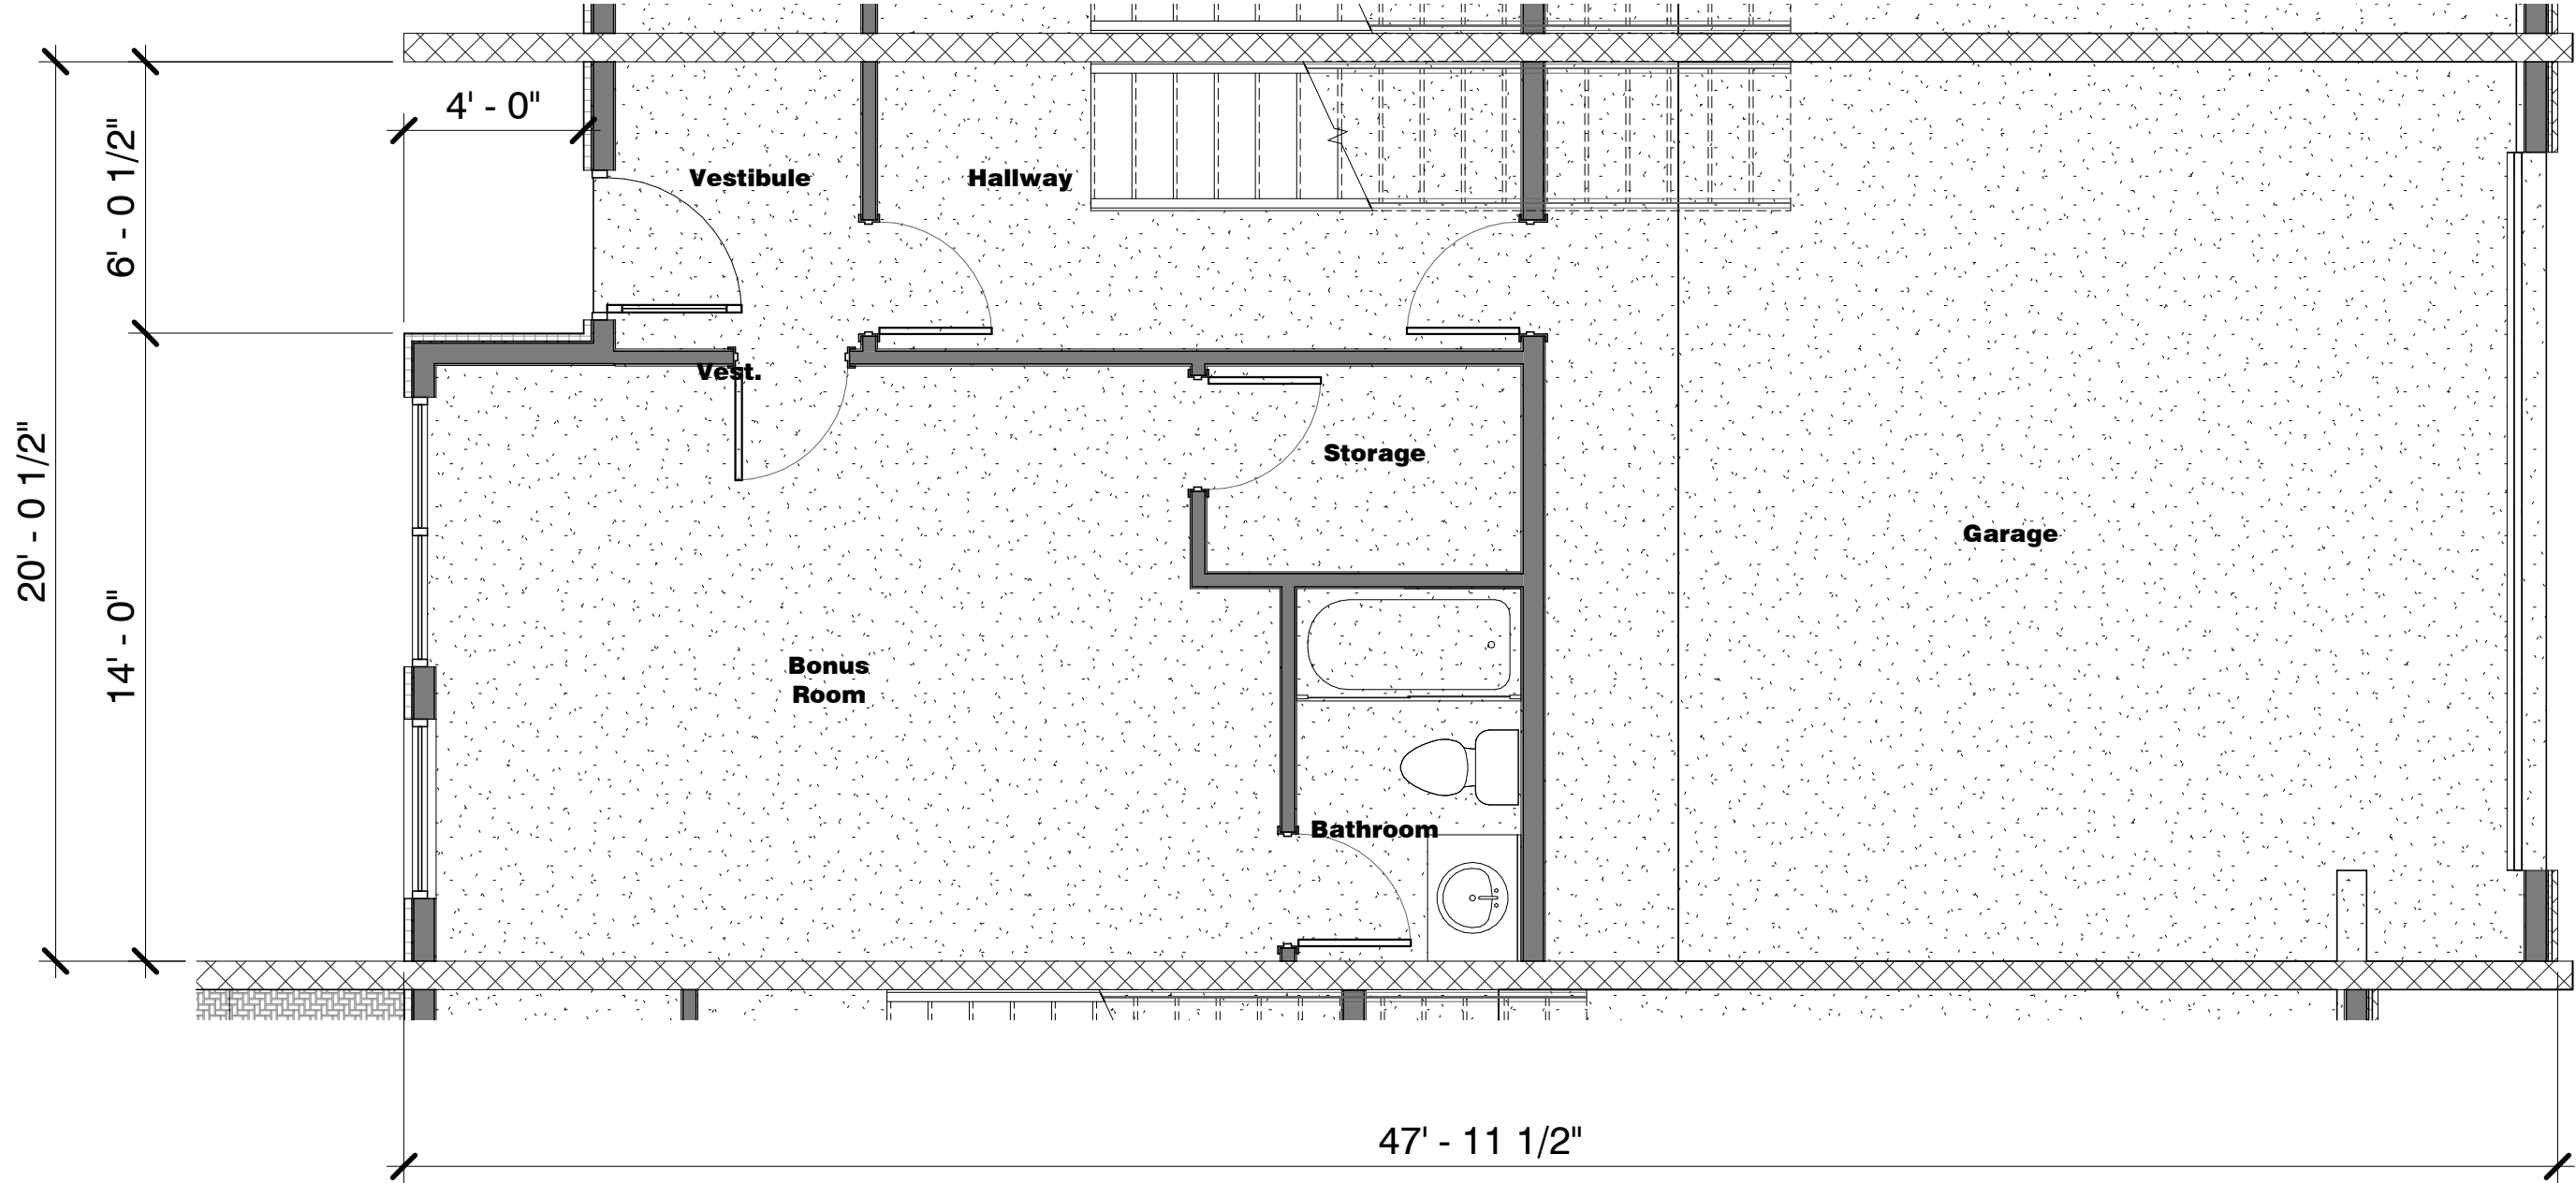 4' - 0"
6' - 0 1/2"
Vestibule
Hallway
Vest.
Storage
20' - 0 1/2"
Garage
14' - 0"
Bonus
Room
Bathroom
47' - 11 1/2"